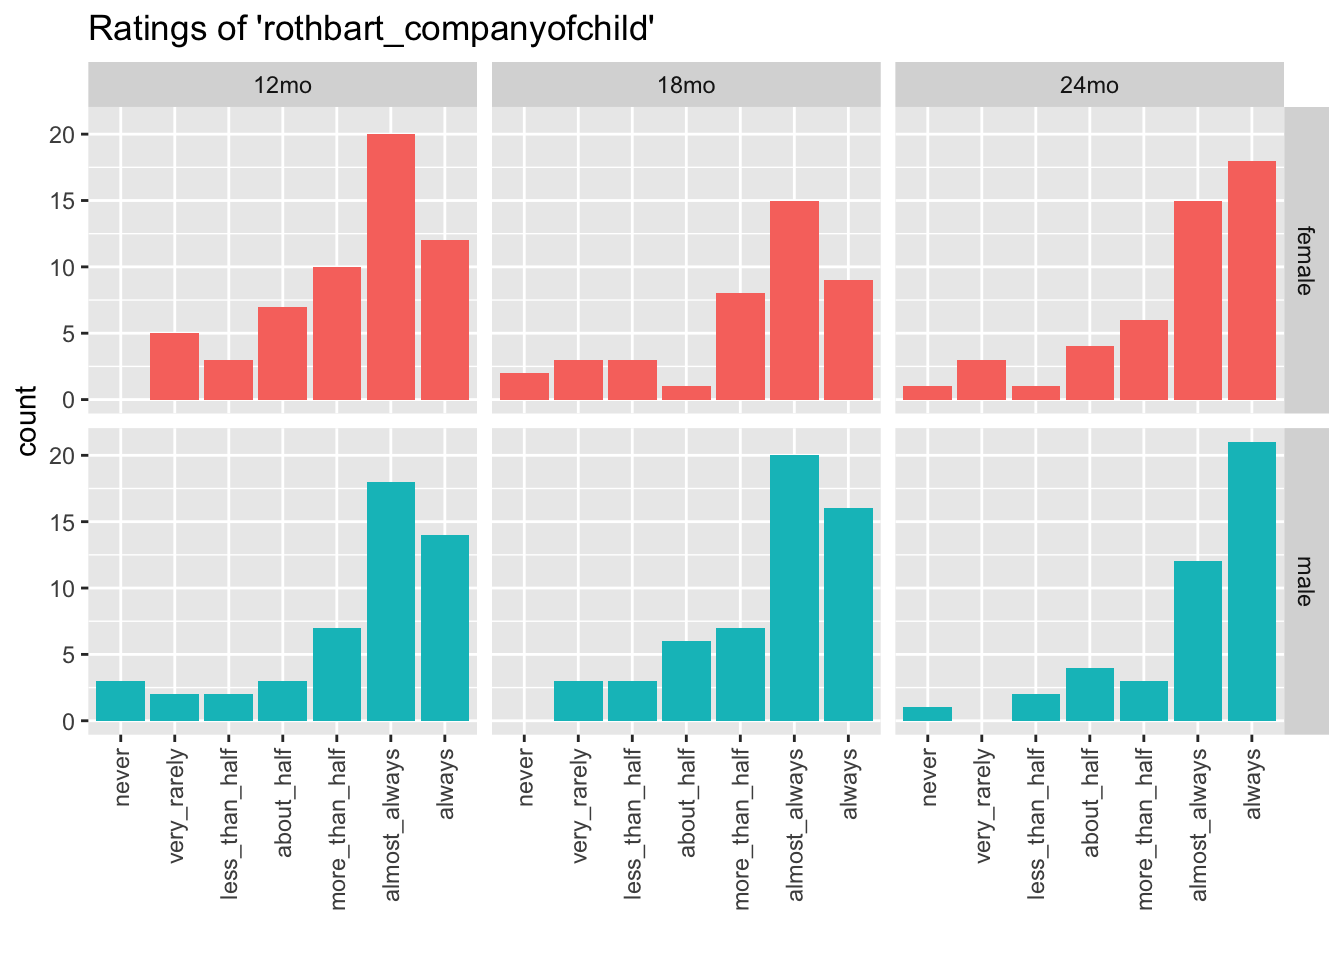 Ratings of 'rothbart_companyofchild'
12mo 18mo 24mo
20
15
10
5
0
female
count
20
15
10
5
0
male
never very_rarely less_than_half about_half more_than_half almost_always always never very_rarely less_than_half about_half more_than_half almost_always always never very_rarely less_than_half about_half more_than_half almost_always always